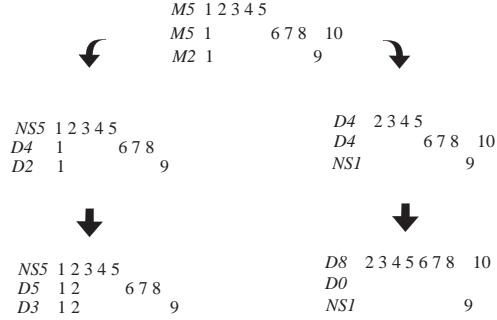 M5 1 2 3 4 5
M5 1 6 7 8 10
M2 1 9
NS5 1 2 3 4 5
D4 1 6 7 8
D2 1 9
D4 2 3 4 5
D4 6 7 8 10
NS1 9
NS5 1 2 3 4 5
D5 1 2 6 7 8
D3 1 2 9
D8 2 3 4 5 6 7 8 10
D0
NS1 9